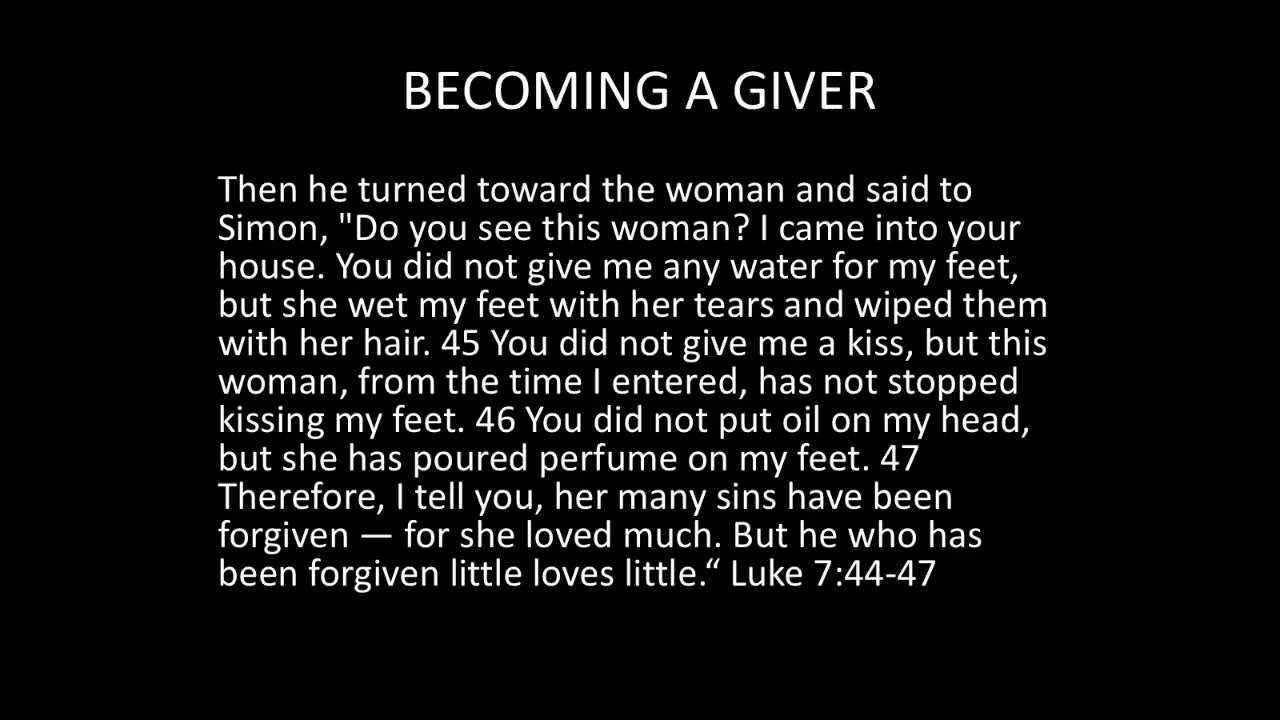 BECOMING A GIVER
Then he turned toward the woman and said to
Simon, "Do you see this woman? I came into your
house. You did not give me any water for my feet,
but she wet my feet with her tears and wiped them
with her hair. 45 You did not give me a kiss, but this
woman, from the time I entered, has not stopped
kissing my feet. 46 You did not put oil on my head,
but she has poured perfume on my feet. 47
Therefore, I tell you, her many sins have been
forgiven — for she loved much. But he who has
been forgiven little loves little.“ Luke 7:44-47